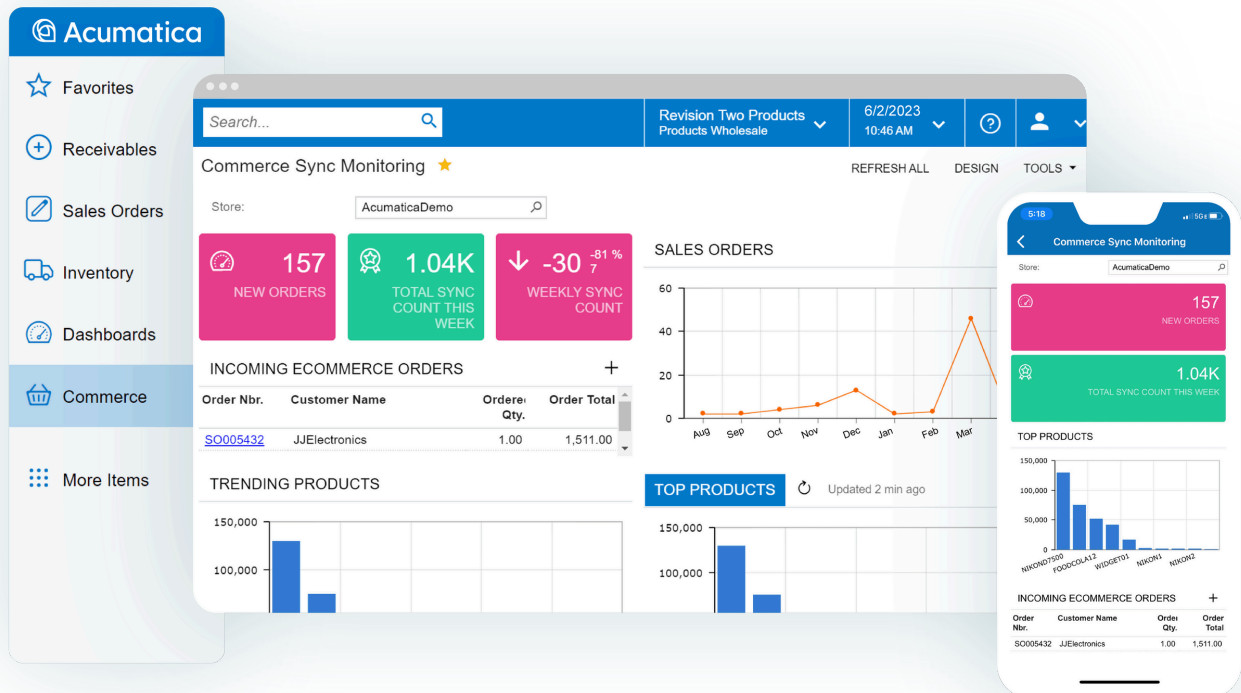 Acumatica
Favorites
Receivables
Sales Orders
Inventory
Dashboards
Commerce
More Items
Search...
Revision Two Products
Products Wholesale
6/2/2023
10:46 AM
Commerce Sync Monitoring
REFRESH ALL
DESIGN
TOOLS
Store:
AcumaticaDemo
157
NEW ORDERS
1.04K
TOTAL SYNC
COUNT THIS
WEEK
-30
-81 %
7
WEEKLY SYNC
COUNT
INCOMING ECOMMERCE ORDERS
Order Nbr.
Customer Name
Ordere
Qty.
Order Total
SO005432
JJElectronics
1.00
1,511.00
TRENDING PRODUCTS
150,000
100,000
SALES ORDERS
60
40
20
0
Aug
Sep
Oct
Nov
Dec
Jan
Feb
Mar
TOP PRODUCTS
Updated 2 min ago
150,000
100,000
5:18
5G
Commerce Sync Monitoring
Store:
AcumaticaDemo
157
NEW ORDERS
1.04K
TOTAL SYNC COUNT THIS WEEK
TOP PRODUCTS
150,000
100,000
50,000
0
NIKOND7500
FOODCOLA12
WIDGET01
NIKON1
NIKON2
INCOMING ECOMMERCE ORDERS
Order
Nbr.
Customer Name
Order
Qty.
Order
Total
SO005432
JJElectronics
1.00
1,511.00